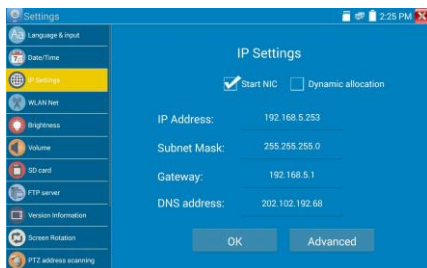 Settings
2:25 PM
Language & input
Date/Time
IP Settings
WLAN Net
Brightness
Volume
SD card
FTP server
Version Information
Screen Rotation
PTZ address scanning
IP Settings
Start NIC
Dynamic allocation
IP Address: 192.168.5.253
Subnet Mask: 255.255.255.0
Gateway: 192.168.5.1
DNS address: 202.102.192.68
OK
Advanced